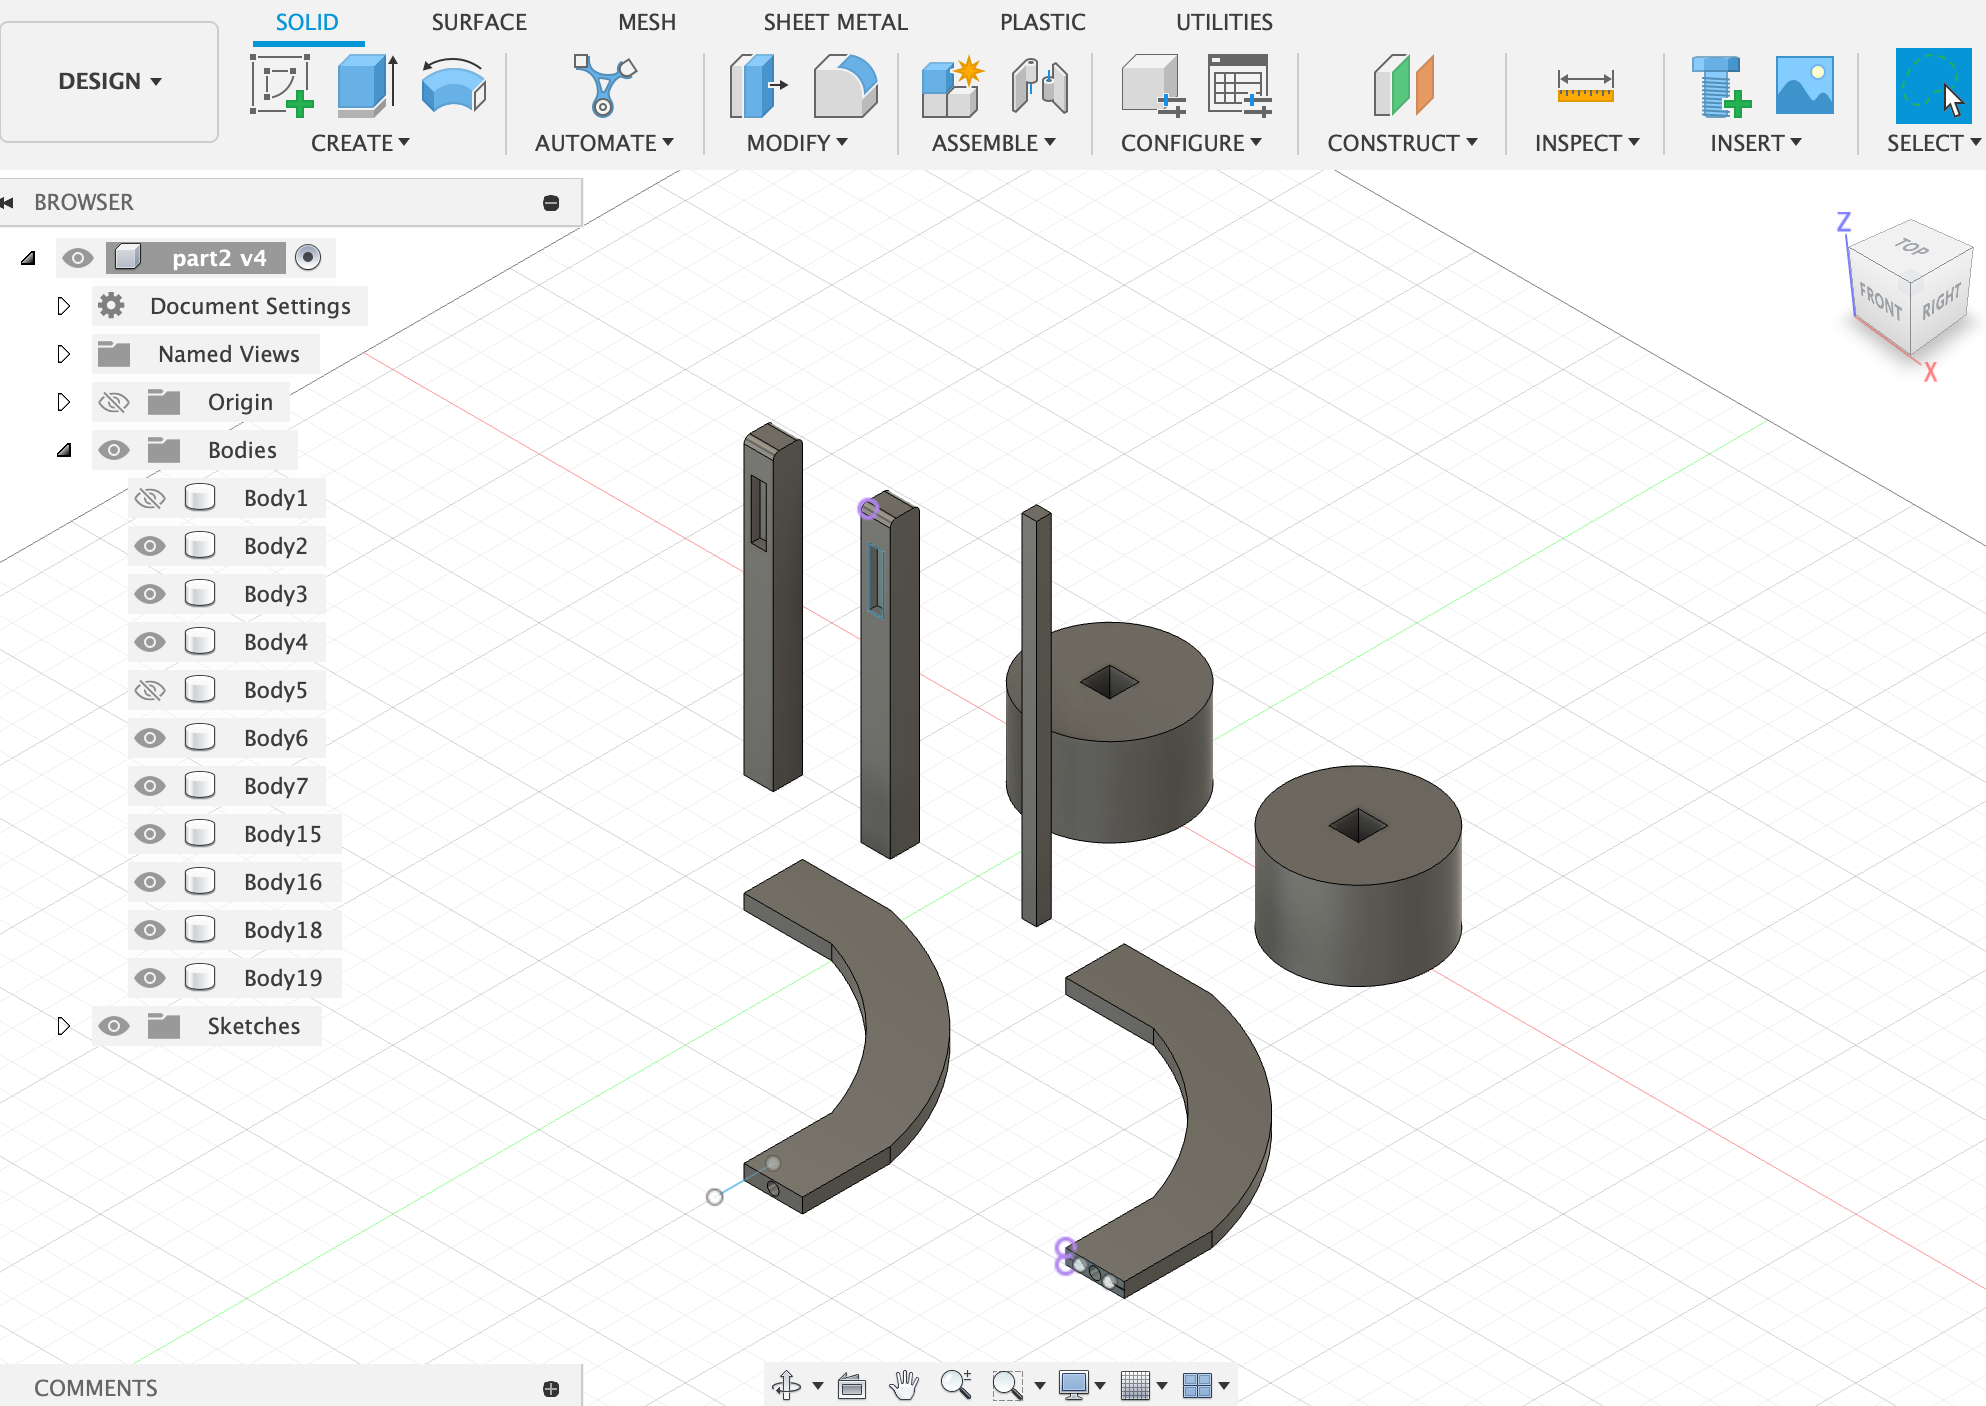 SOLID SURFACE MESH SHEET METAL PLASTIC UTILITIES
DESIGN
CREATE AUTOMATE MODIFY ASSEMBLE CONFIGURE CONSTRUCT INSPECT INSERT SELECT
BROWSER
part2 v4
Document Settings
Named Views
Origin
Bodies
Body1
Body2
Body3
Body4
Body5
Body6
Body7
Body15
Body16
Body18
Body19
Sketches
Z
TOP
FRONT RIGHT
X
COMMENTS